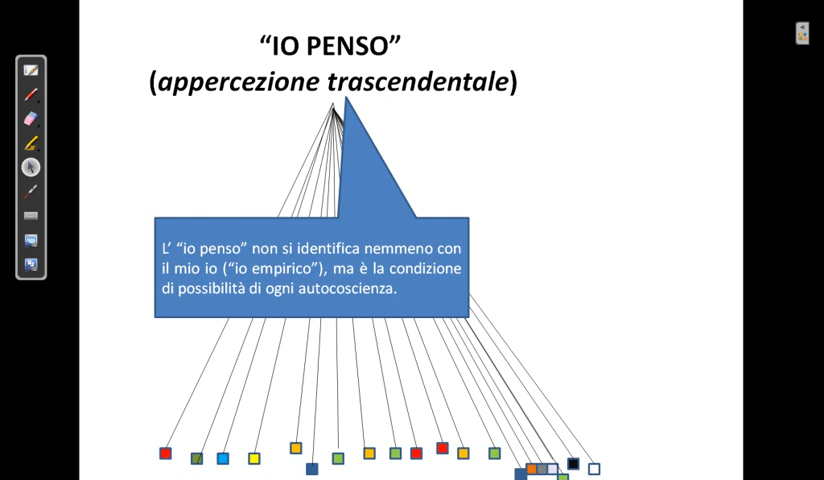 “IO PENSO”
(appercezione trascendentale)
L’ “io penso” non si identifica nemmeno con
il mio io (“io empirico”), ma è la condizione
di possibilità di ogni autocoscienza.